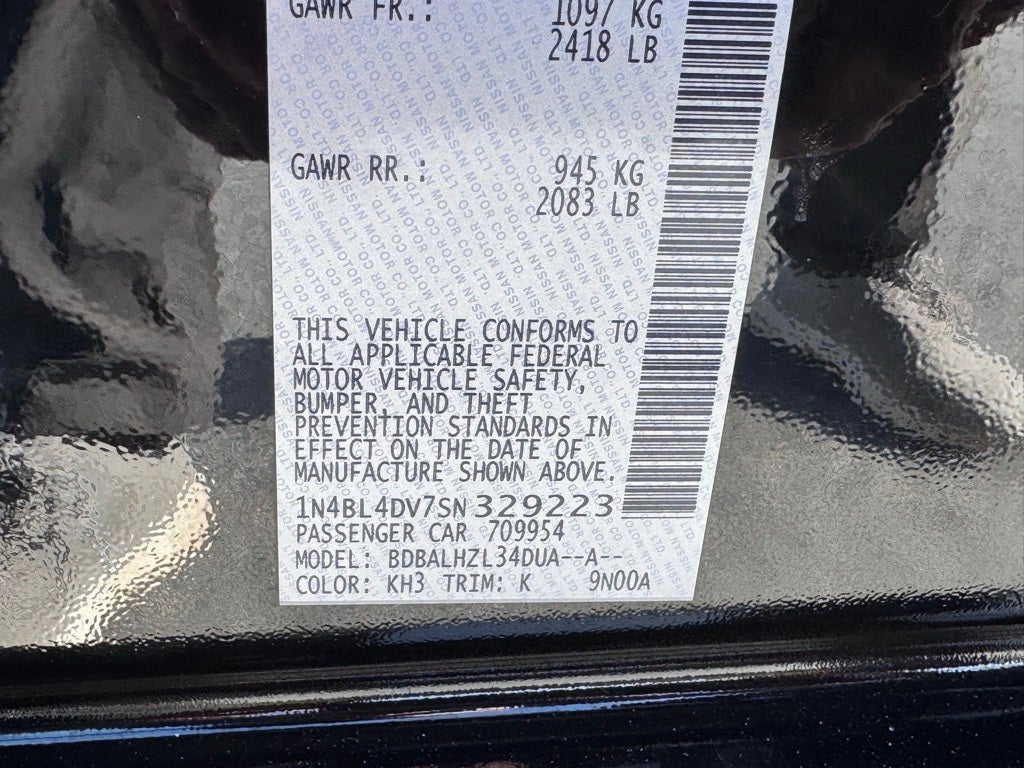 GAWR FR.: 1097 KG
2418 LB
GAWR RR.: 945 KG
2083 LB
THIS VEHICLE CONFORMS TO
ALL APPLICABLE FEDERAL
MOTOR VEHICLE SAFETY,
BUMPER, AND THEFT
PREVENTION STANDARDS IN
EFFECT ON THE DATE OF
MANUFACTURE SHOWN ABOVE.
1N4BL4DV7SN 329223
PASSENGER CAR 709954
MODEL: BDBALHZL34DUA--A--
COLOR: KH3 TRIM: K 9N00A